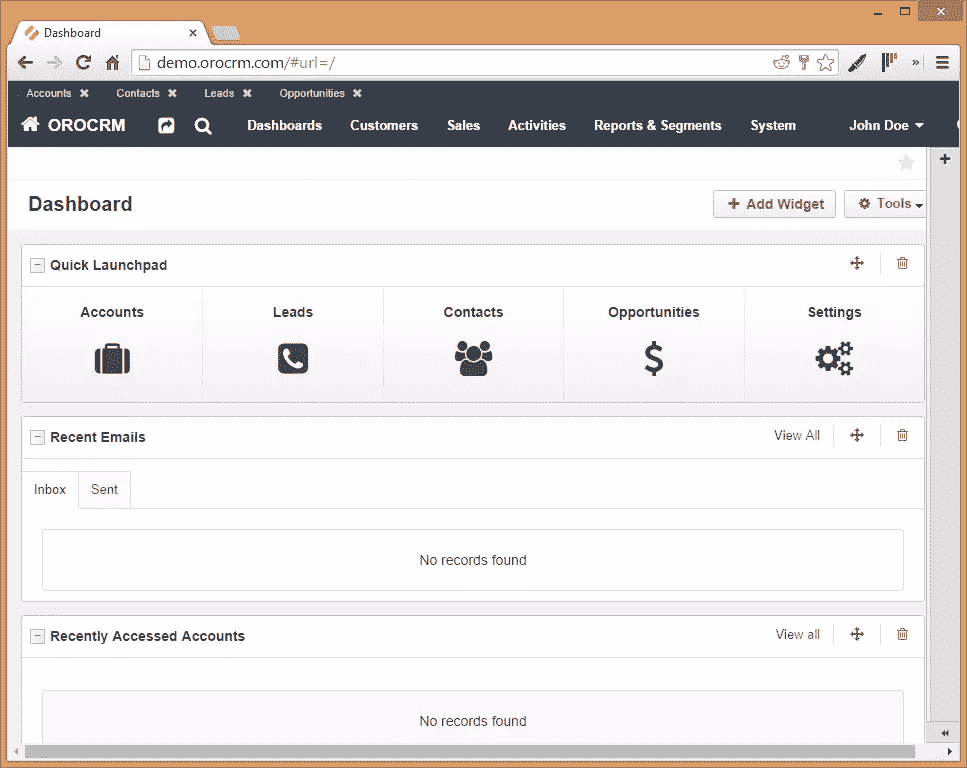 Dashboard
demo.orocrm.com/#url=/
Accounts Contacts Leads Opportunities
OROCRM Dashboards Customers Sales Activities Reports & Segments System John Doe
Dashboard + Add Widget Tools
Quick Launchpad
Accounts Leads Contacts Opportunities Settings
Recent Emails View All
Inbox Sent
No records found
Recently Accessed Accounts View all
No records found